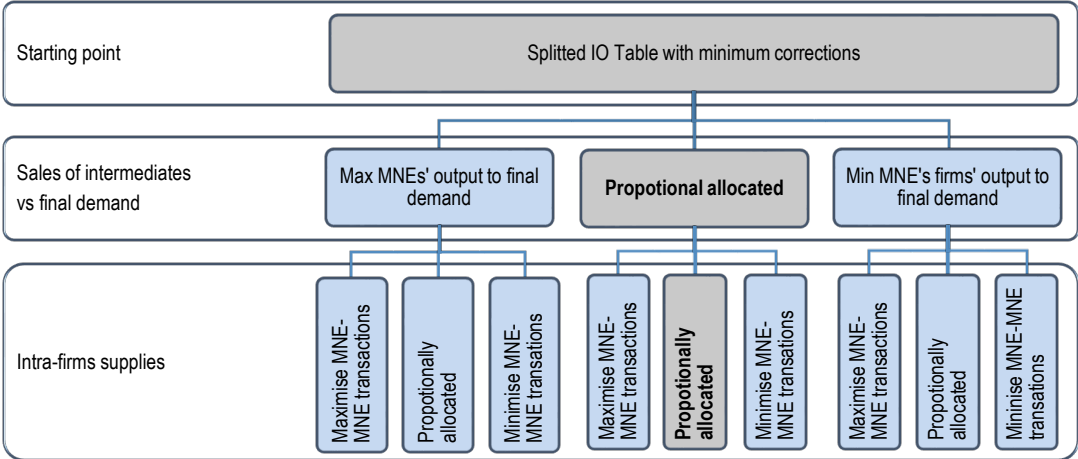 Starting point
Splitted IO Table with minimum corrections
Sales of intermediates
vs final demand
Max MNEs' output to final
demand
Propotional allocated
Min MNE's firms' output to
final demand
Intra-firms supplies
Maximise MNE-
MNE transactions
Propotionally
allocated
Minimise MNE-
MNE transations
Maximise MNE-
MNE transactions
Propotionally
allocated
Minimise MNE-
MNE transations
Maximise MNE-
MNE transactions
Propotionally
allocated
Mininise MNE-MNE
transations